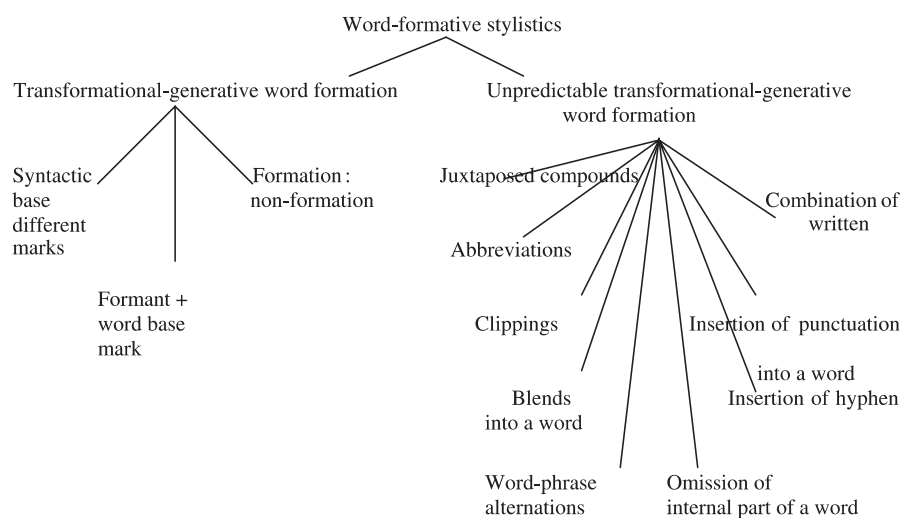 Word-formative stylistics
Transformational-generative word formation
Unpredictable transformational-generative
word formation
Syntactic
base
different
marks
Formation :
non-formation
Formant +
word base
mark
Juxtaposed compounds
Combination of
written
Abbreviations
Clippings
Insertion of punctuation
into a word
Blends
into a word
Insertion of hyphen
Word-phrase
alternations
Omission of
internal part of a word